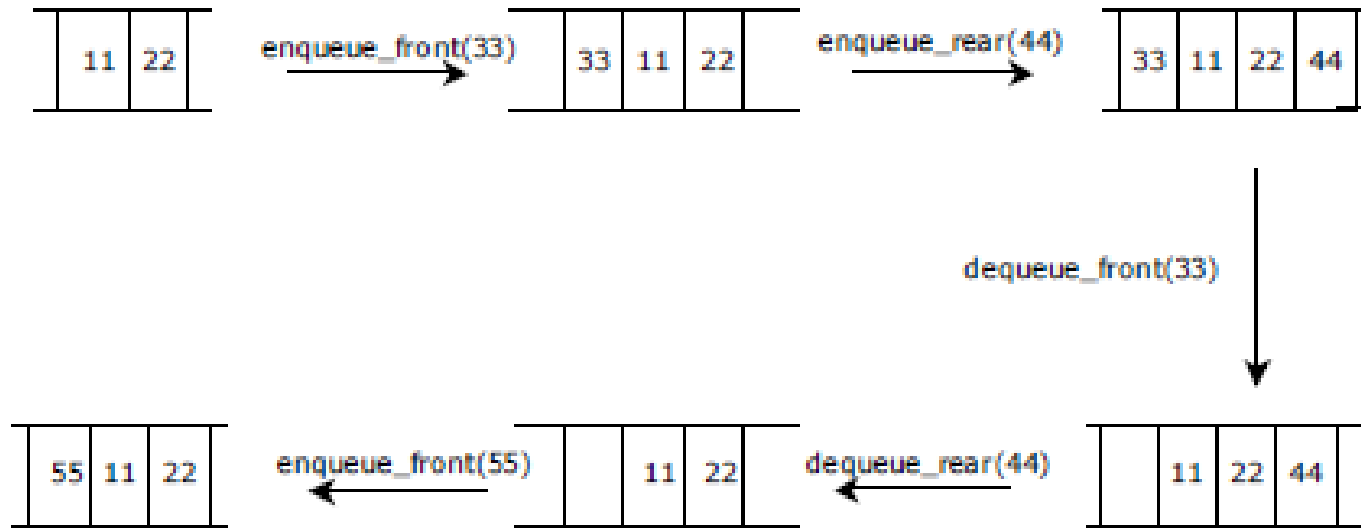 11 22
enqueue_front(33)
33 11 22
enqueue_rear(44)
33 11 22 44
dequeue_front(33)
11 22 44
dequeue_rear(44)
11 22
enqueue_front(55)
55 11 22